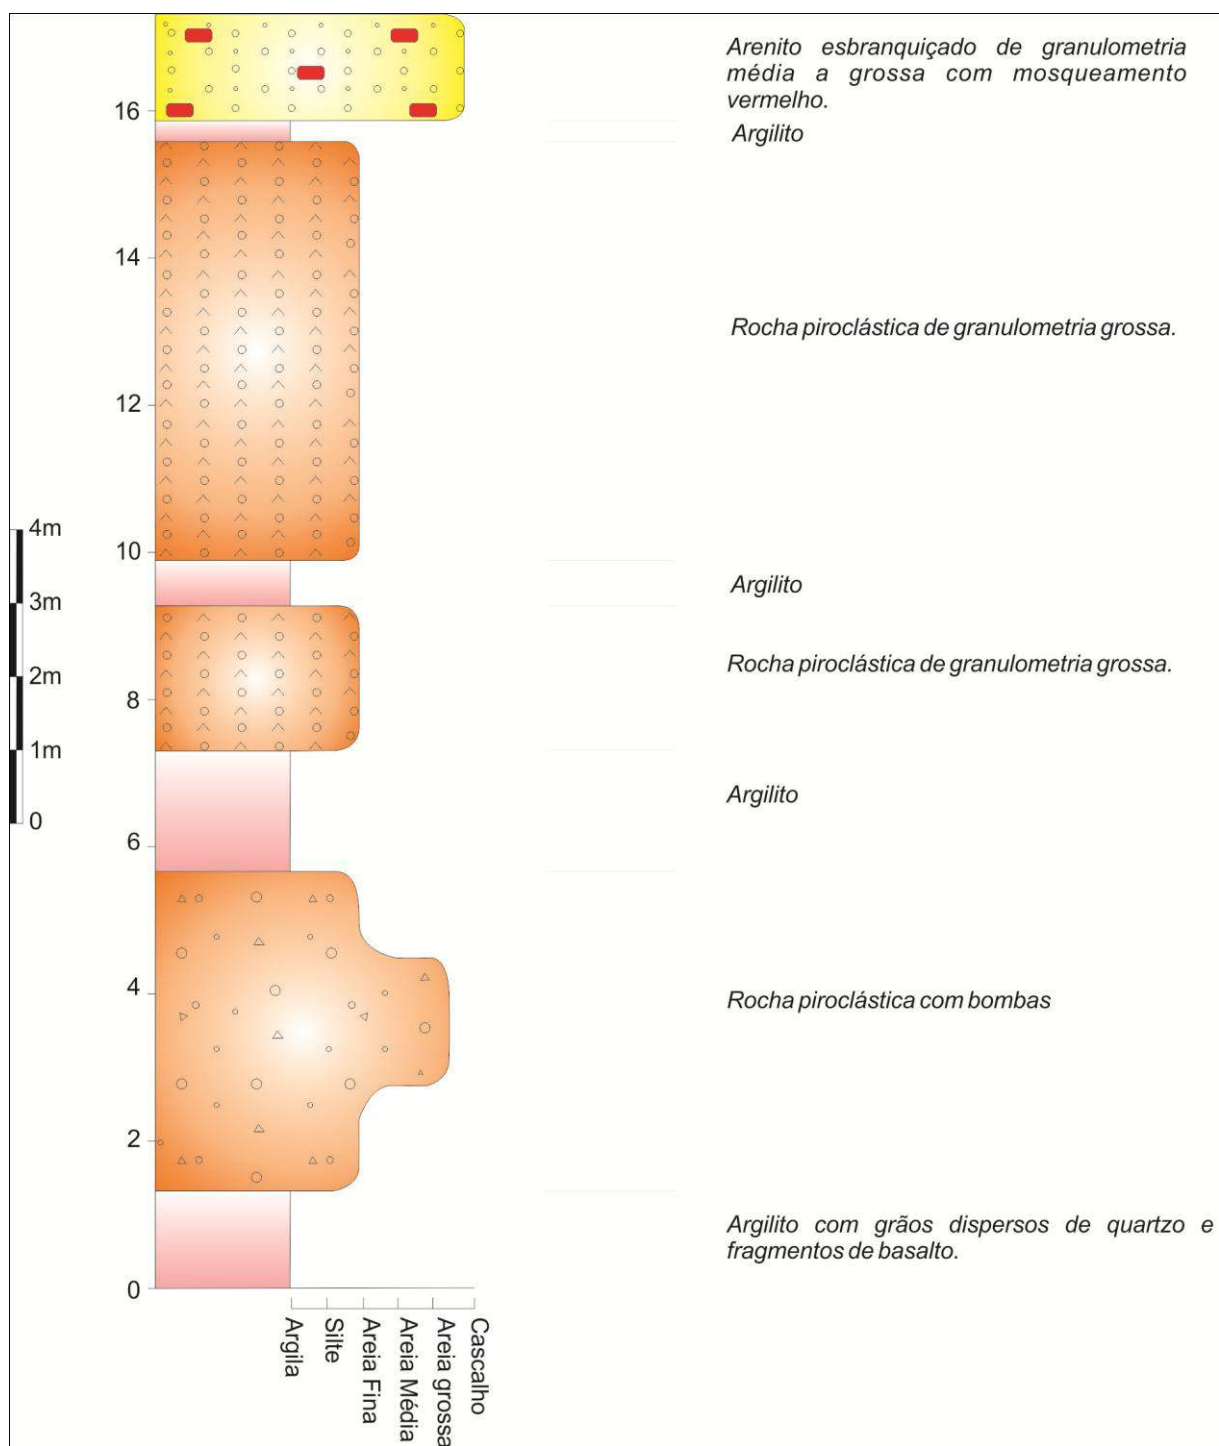 Arenito esbranquiçado de granulometria
média a grossa com mosqueamento
vermelho.
16
Argilito
14
Rocha piroclástica de granulometria grossa.
12
4m
10
Argilito
3m
Rocha piroclástica de granulometria grossa.
2m
8
1m
Argilito
0
6
4
Rocha piroclástica com bombas
2
Argilito com grãos dispersos de quartzo e
fragmentos de basalto.
0
Argila
Silte
Areia Fina
Areia Média
Areia grossa
Cascalho